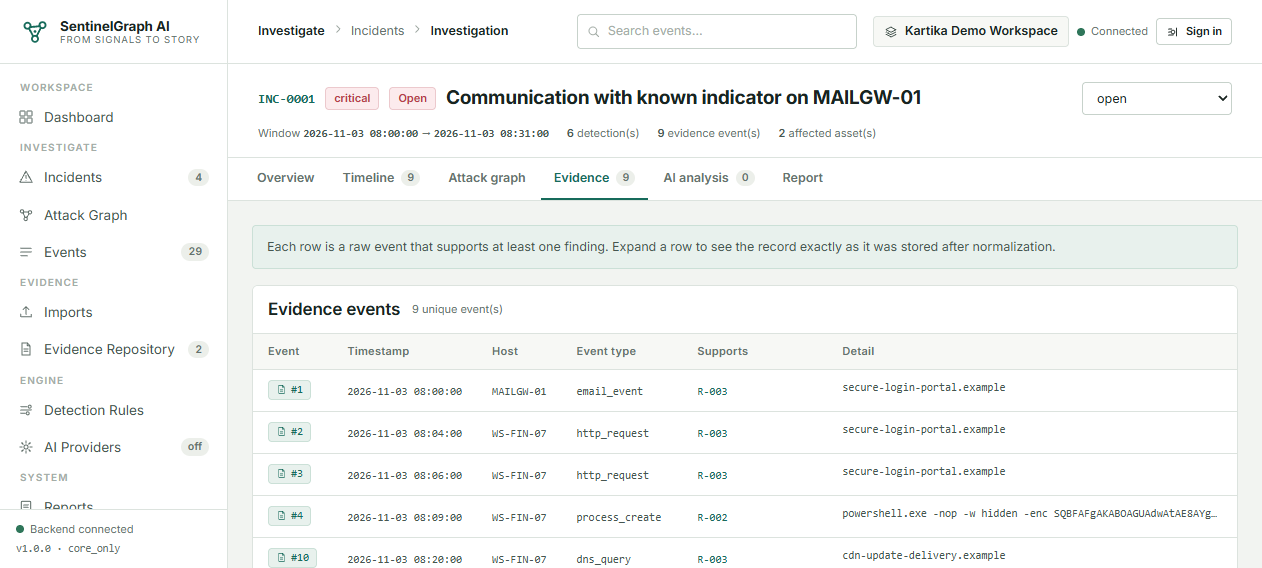 SentinelGraph AI
FROM SIGNALS TO STORY
Investigate > Incidents > Investigation
Search events...
Kartika Demo Workspace
Connected
Sign in
WORKSPACE
Dashboard
INVESTIGATE
Incidents 4
Attack Graph
Events 29
EVIDENCE
Imports
Evidence Repository 2
ENGINE
Detection Rules
AI Providers off
SYSTEM
Reports
Backend connected
v1.0.0 · core_only
INC-0001 critical Open Communication with known indicator on MAILGW-01
open
Window 2026-11-03 08:00:00 → 2026-11-03 08:31:00 6 detection(s) 9 evidence event(s) 2 affected asset(s)
Overview Timeline 9 Attack graph Evidence 9 AI analysis 0 Report
Each row is a raw event that supports at least one finding. Expand a row to see the record exactly as it was stored after normalization.
Evidence events 9 unique event(s)
Event Timestamp Host Event type Supports Detail
#1 2026-11-03 08:00:00 MAILGW-01 email_event R-003 secure-login-portal.example
#2 2026-11-03 08:04:00 WS-FIN-07 http_request R-003 secure-login-portal.example
#3 2026-11-03 08:06:00 WS-FIN-07 http_request R-003 secure-login-portal.example
#4 2026-11-03 08:09:00 WS-FIN-07 process_create R-002 powershell.exe -nop -w hidden -enc SQBFAFgAKABOAGUAdwAtAE8AYg…
#10 2026-11-03 08:20:00 WS-FIN-07 dns_query R-003 cdn-update-delivery.example